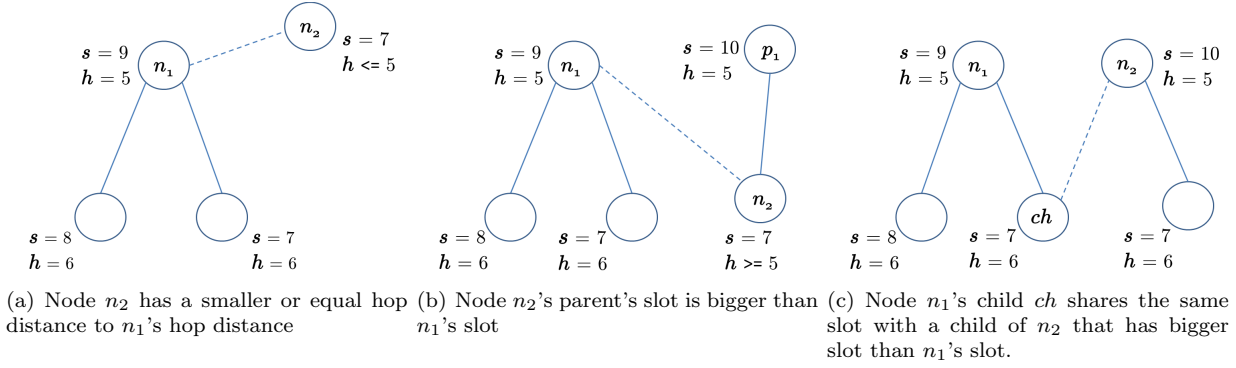 s = 9
h = 5
n₁
n₂
s = 7
h <= 5
s = 8
h = 6
s = 7
h = 6
(a) Node n₂ has a smaller or equal hop
distance to n₁'s hop distance
s = 9
h = 5
n₁
s = 10
h = 5
p₁
n₂
s = 8
h = 6
s = 7
h = 6
s = 7
h >= 5
(b) Node n₂'s parent's slot is bigger than
n₁'s slot
s = 9
h = 5
n₁
n₂
s = 10
h = 5
ch
s = 8
h = 6
s = 7
h = 6
s = 7
h = 6
(c) Node n₁'s child ch shares the same
slot with a child of n₂ that has bigger
slot than n₁'s slot.